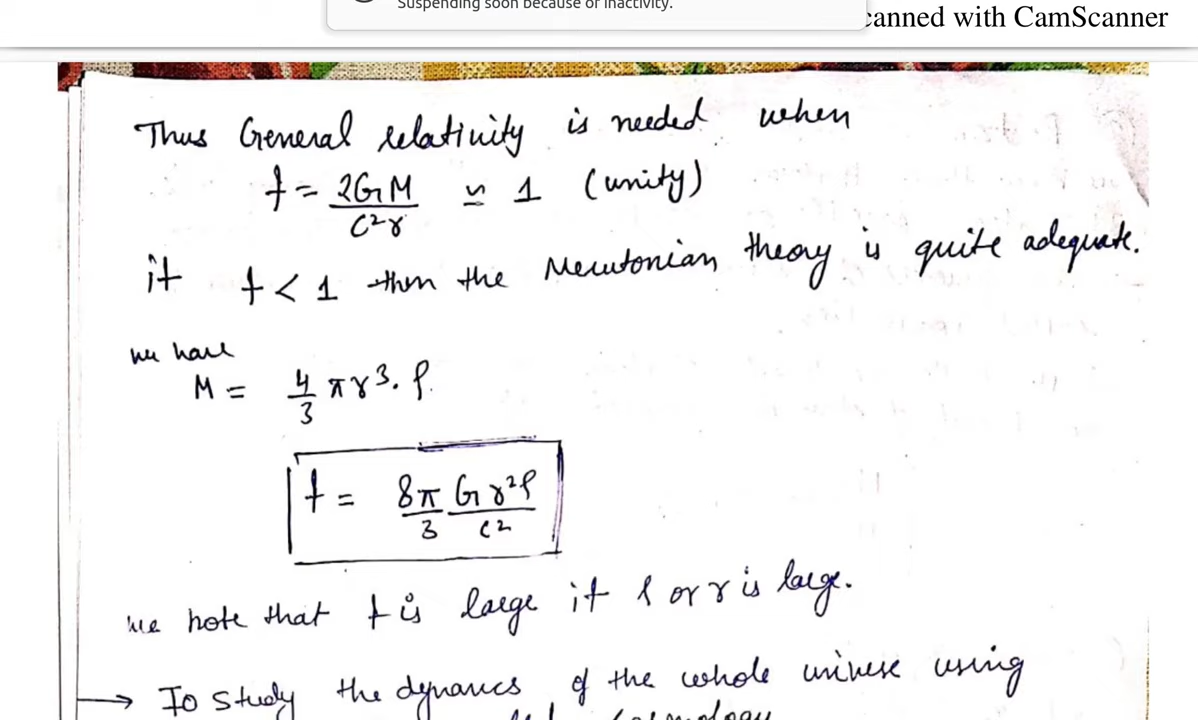 Suspending soon because of inactivity.
canned with CamScanner
Thus General relativity is needed when
f = 2GM / c²r ≃ 1 (unity)
if f < 1 then the Newtonian theory is quite adequate.
we have
M = 4/3 πr³.ρ.
f = 8π/3 Gr²ρ/c²
we note that f is large if ρ or r is large.
→ To study the dynamics of the whole universe using